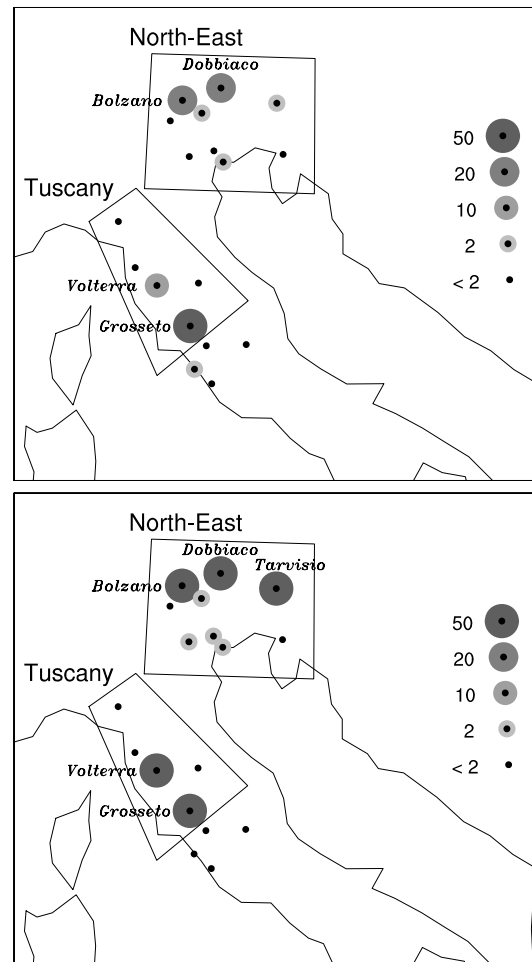 North-East
Dobbiaco
Bolzano
50
20
Tuscany
10
2
Volterra
< 2
Grosseto
North-East
Dobbiaco
Tarvisio
Bolzano
50
20
Tuscany
10
2
Volterra
< 2
Grosseto